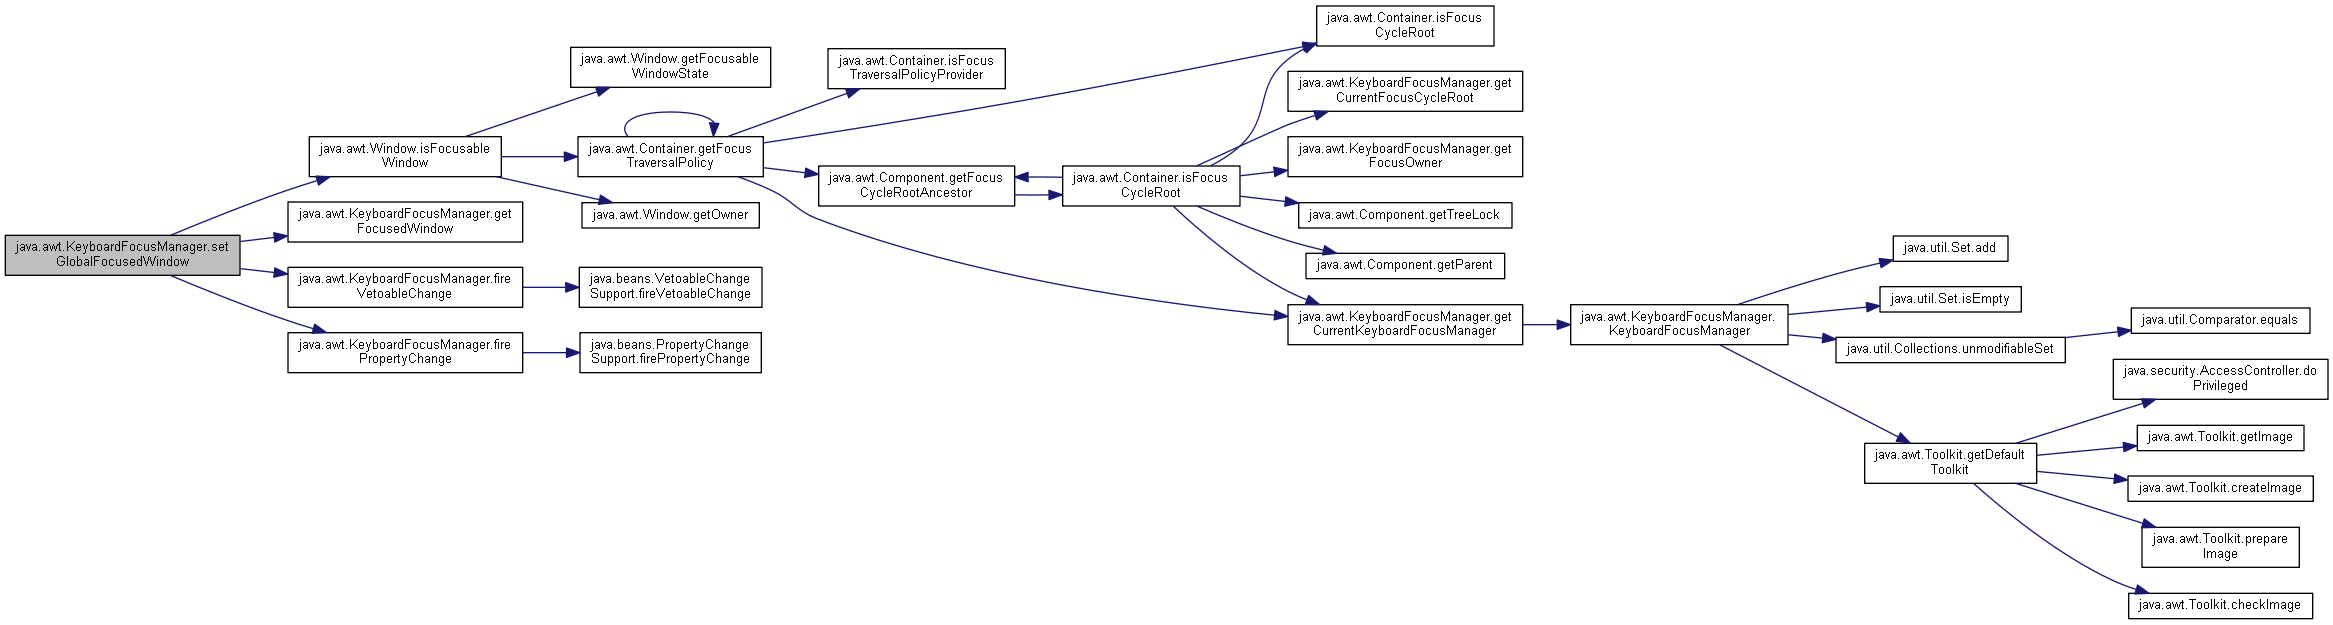 java.awt.KeyboardFocusManager.set
GlobalFocusedWindow
java.awt.Window.isFocusable
Window
java.awt.KeyboardFocusManager.get
FocusedWindow
java.awt.KeyboardFocusManager.fire
VetoableChange
java.awt.KeyboardFocusManager.fire
PropertyChange
java.awt.Window.getFocusable
WindowState
java.awt.Container.getFocus
TraversalPolicy
java.awt.Window.getOwner
java.beans.VetoableChange
Support.fireVetoableChange
java.beans.PropertyChange
Support.firePropertyChange
java.awt.Container.isFocus
TraversalPolicyProvider
java.awt.Component.getFocus
CycleRootAncestor
java.awt.Container.isFocus
CycleRoot
java.awt.Container.isFocus
CycleRoot
java.awt.KeyboardFocusManager.get
CurrentFocusCycleRoot
java.awt.KeyboardFocusManager.get
FocusOwner
java.awt.Component.getTreeLock
java.awt.Component.getParent
java.awt.KeyboardFocusManager.get
CurrentKeyboardFocusManager
java.awt.KeyboardFocusManager.
KeyboardFocusManager
java.util.Set.add
java.util.Set.isEmpty
java.util.Collections.unmodifiableSet
java.awt.Toolkit.getDefault
Toolkit
java.util.Comparator.equals
java.security.AccessController.do
Privileged
java.awt.Toolkit.getImage
java.awt.Toolkit.createImage
java.awt.Toolkit.prepare
Image
java.awt.Toolkit.checkImage